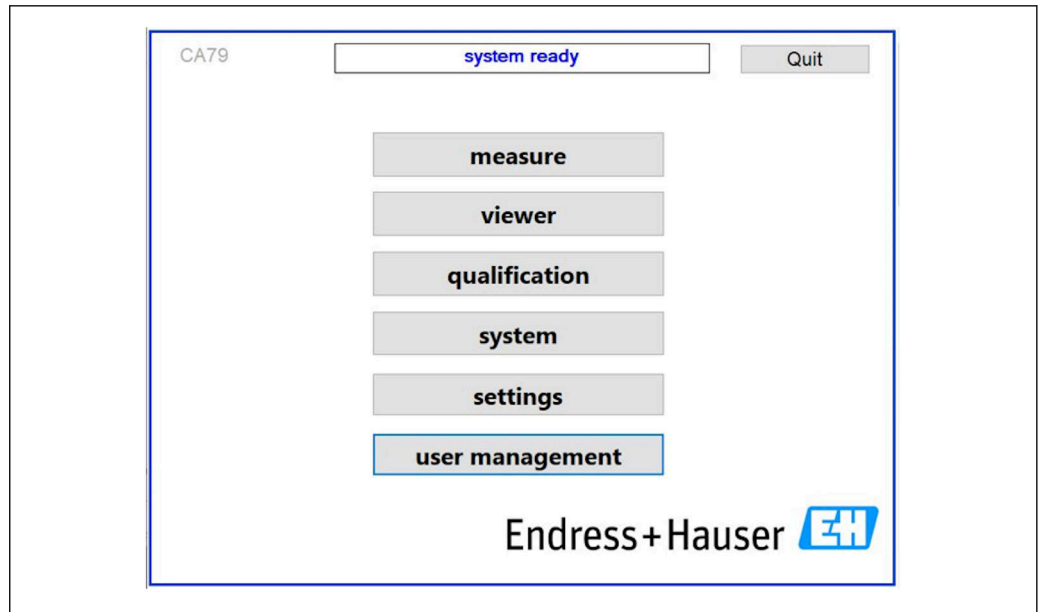 CA79
system ready
Quit
measure
viewer
qualification
system
settings
user management
Endress+Hauser EH